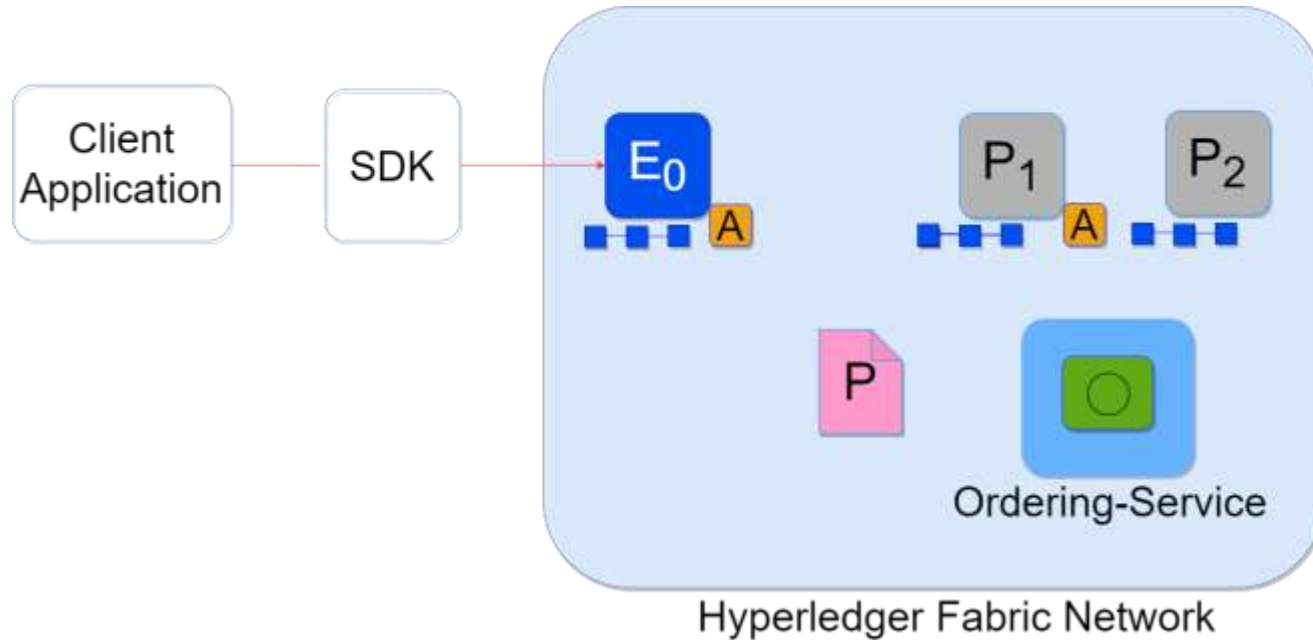 Client
Application
SDK
E₀
A
P₁
A
P₂
P
Ordering-Service
Hyperledger Fabric Network